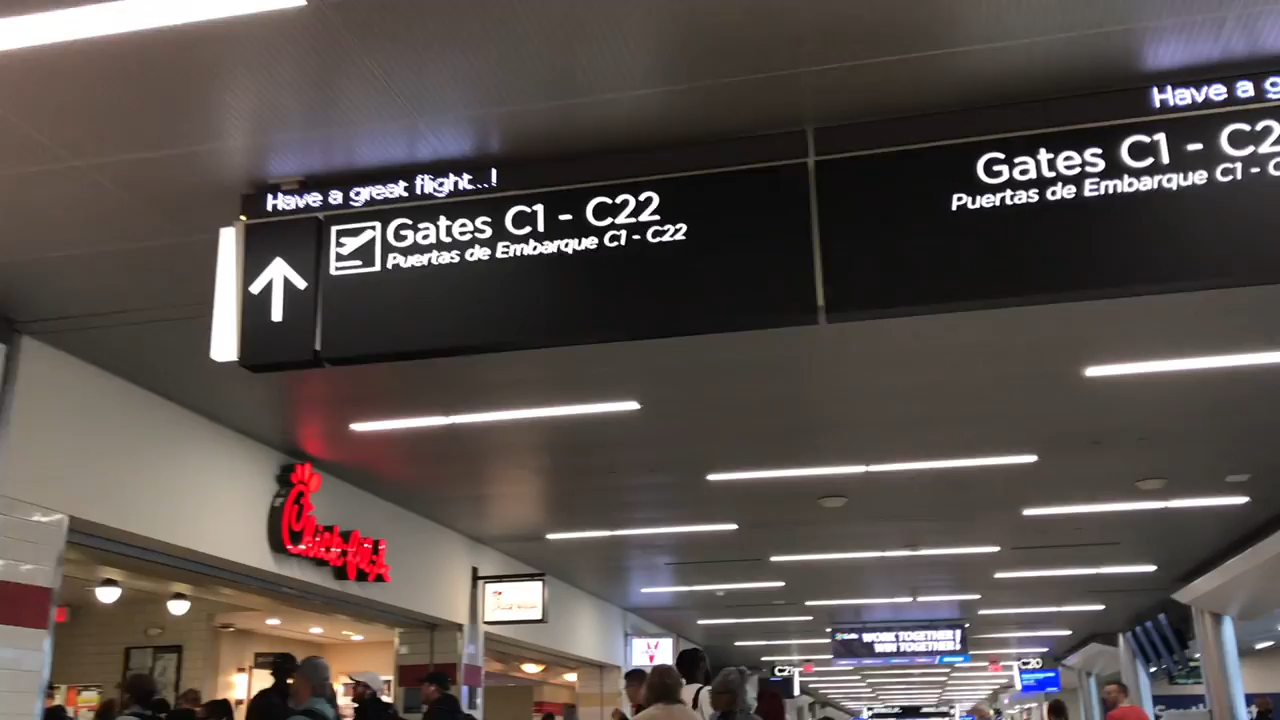 Have a great flight...!
Gates C1 - C22
Puertas de Embarque C1 - C22
Have a g
Gates C1 - C2
Puertas de Embarque C1 - C
Chick-fil-A
WORK TOGETHER
WIN TOGETHER!
C21
C20